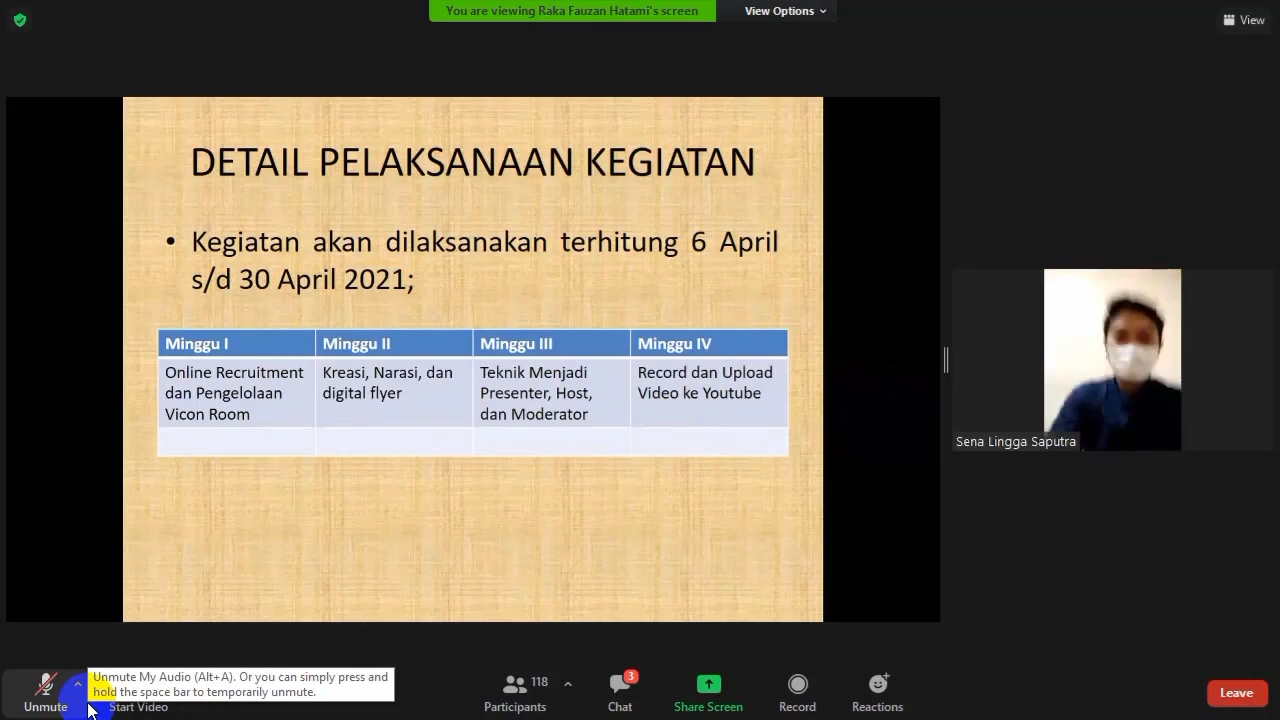 You are viewing Raka Fauzan Hatami's screen
View Options
View
DETAIL PELAKSANAAN KEGIATAN
• Kegiatan akan dilaksanakan terhitung 6 April
s/d 30 April 2021;
Minggu I
Minggu II
Minggu III
Minggu IV
Online Recruitment
dan Pengelolaan
Vicon Room
Kreasi, Narasi, dan
digital flyer
Teknik Menjadi
Presenter, Host,
dan Moderator
Record dan Upload
Video ke Youtube
Sena Lingga Saputra
Unmute My Audio (Alt+A). Or you can simply press and
hold the space bar to temporarily unmute.
Unmute
Start Video
118
Participants
3
Chat
Share Screen
Record
Reactions
Leave